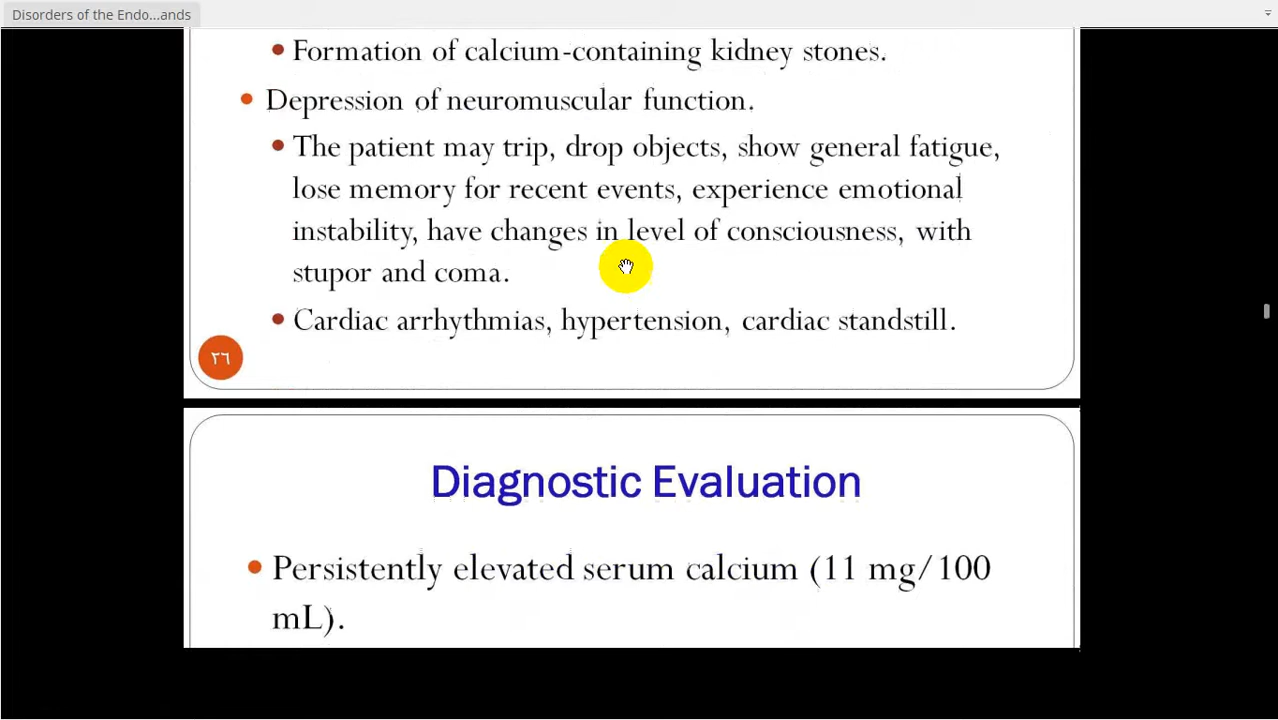 Disorders of the Endo...ands
• Formation of calcium-containing kidney stones.
• Depression of neuromuscular function.
• The patient may trip, drop objects, show general fatigue,
lose memory for recent events, experience emotional
instability, have changes in level of consciousness, with
stupor and coma.
• Cardiac arrhythmias, hypertension, cardiac standstill.
٢٦
Diagnostic Evaluation
• Persistently elevated serum calcium (11 mg/100
mL).